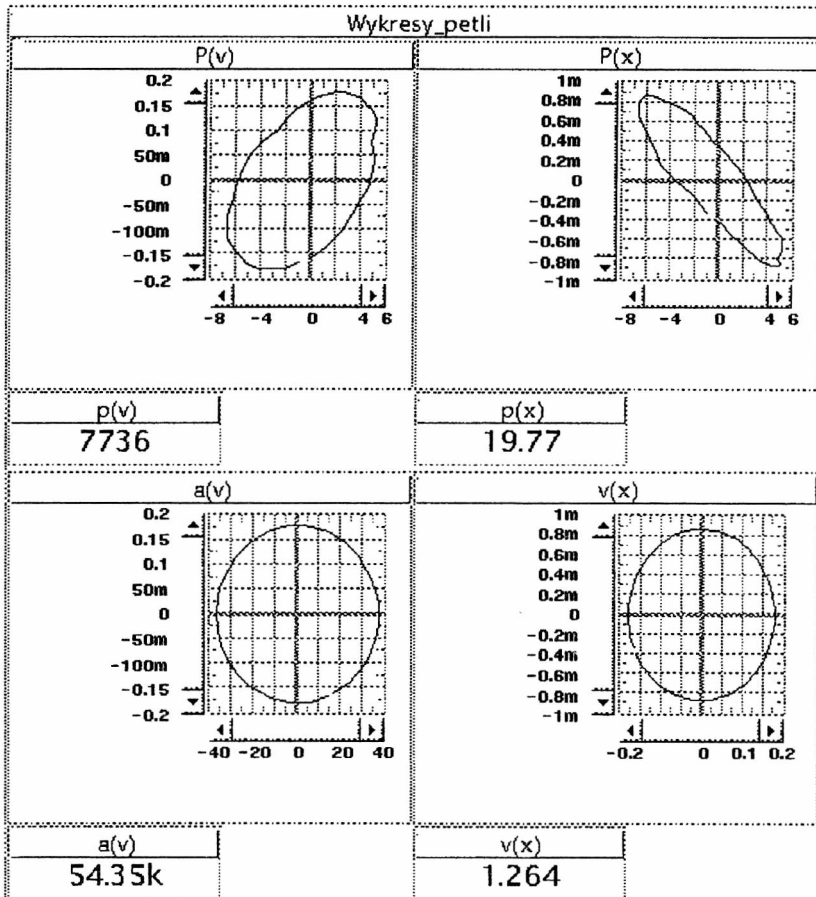 Wykresy_petli
P(v)
0.2
0.15
0.1
50m
0
-50m
-100m
-0.15
-0.2
-8 -4 0 4 6
P(x)
1m
0.8m
0.6m
0.4m
0.2m
0
-0.2m
-0.4m
-0.6m
-0.8m
-1m
-8 -4 0 4 6
p(v)
7736
p(x)
19.77
a(v)
0.2
0.15
0.1
50m
0
-50m
-100m
-0.15
-0.2
-40 -20 0 20 40
v(x)
1m
0.8m
0.6m
0.4m
0.2m
0
-0.2m
-0.4m
-0.6m
-0.8m
-1m
-0.2 0 0.1 0.2
a(v)
54.35k
v(x)
1.264